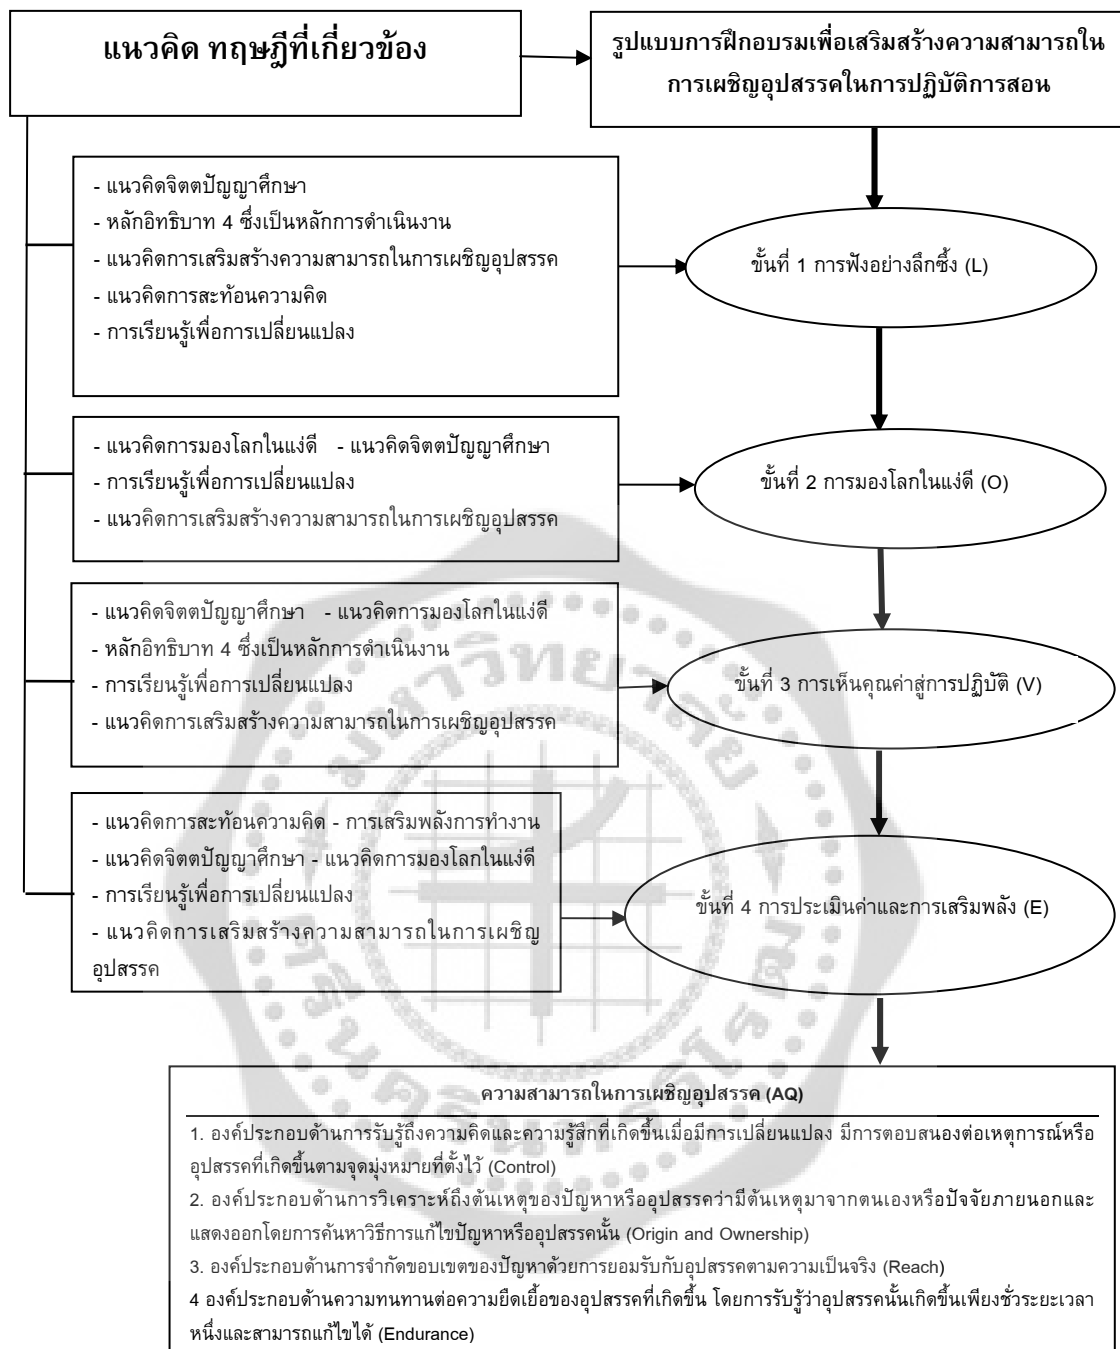 แนวคิด ทฤษฎีที่เกี่ยวข้อง
รูปแบบการฝึกอบรมเพื่อเสริมสร้างความสามารถใน
การเผชิญอุปสรรคในการปฏิบัติการสอน
- แนวคิดจิตตปัญญาศึกษา
- หลักอิทธิบาท 4 ซึ่งเป็นหลักการดำเนินงาน
- แนวคิดการเสริมสร้างความสามารถในการเผชิญอุปสรรค
- แนวคิดการสะท้อนความคิด
- การเรียนรู้เพื่อการเปลี่ยนแปลง
ขั้นที่ 1 การฟังอย่างลึกซึ้ง (L)
- แนวคิดการมองโลกในแง่ดี - แนวคิดจิตตปัญญาศึกษา
- การเรียนรู้เพื่อการเปลี่ยนแปลง
- แนวคิดการเสริมสร้างความสามารถในการเผชิญอุปสรรค
ขั้นที่ 2 การมองโลกในแง่ดี (O)
- แนวคิดจิตตปัญญาศึกษา - แนวคิดการมองโลกในแง่ดี
- หลักอิทธิบาท 4 ซึ่งเป็นหลักการดำเนินงาน
- การเรียนรู้เพื่อการเปลี่ยนแปลง
- แนวคิดการเสริมสร้างความสามารถในการเผชิญอุปสรรค
ขั้นที่ 3 การเห็นคุณค่าสู่การปฏิบัติ (V)
- แนวคิดการสะท้อนความคิด - การเสริมพลังการทำงาน
- แนวคิดจิตตปัญญาศึกษา - แนวคิดการมองโลกในแง่ดี
- การเรียนรู้เพื่อการเปลี่ยนแปลง
- แนวคิดการเสริมสร้างความสามารถในการเผชิญ
อุปสรรค
ขั้นที่ 4 การประเมินค่าและการเสริมพลัง (E)
มหาวิทยาลัย
ศรีนครินทรวิโรฒ
ความสามารถในการเผชิญอุปสรรค (AQ)
1. องค์ประกอบด้านการรับรู้ถึงความคิดและความรู้สึกที่เกิดขึ้นเมื่อมีการเปลี่ยนแปลง มีการตอบสนองต่อเหตุการณ์หรือ
อุปสรรคที่เกิดขึ้นตามจุดมุ่งหมายที่ตั้งไว้ (Control)
2. องค์ประกอบด้านการวิเคราะห์ถึงต้นเหตุของปัญหาหรืออุปสรรคว่ามีต้นเหตุมาจากตนเองหรือปัจจัยภายนอกและ
แสดงออกโดยการค้นหาวิธีการแก้ไขปัญหาหรืออุปสรรคนั้น (Origin and Ownership)
3. องค์ประกอบด้านการจำกัดขอบเขตของปัญหาด้วยการยอมรับกับอุปสรรคตามความเป็นจริง (Reach)
4 องค์ประกอบด้านความทนทานต่อความยืดเยื้อของอุปสรรคที่เกิดขึ้น โดยการรับรู้ว่าอุปสรรคนั้นเกิดขึ้นเพียงชั่วระยะเวลา
หนึ่งและสามารถแก้ไขได้ (Endurance)